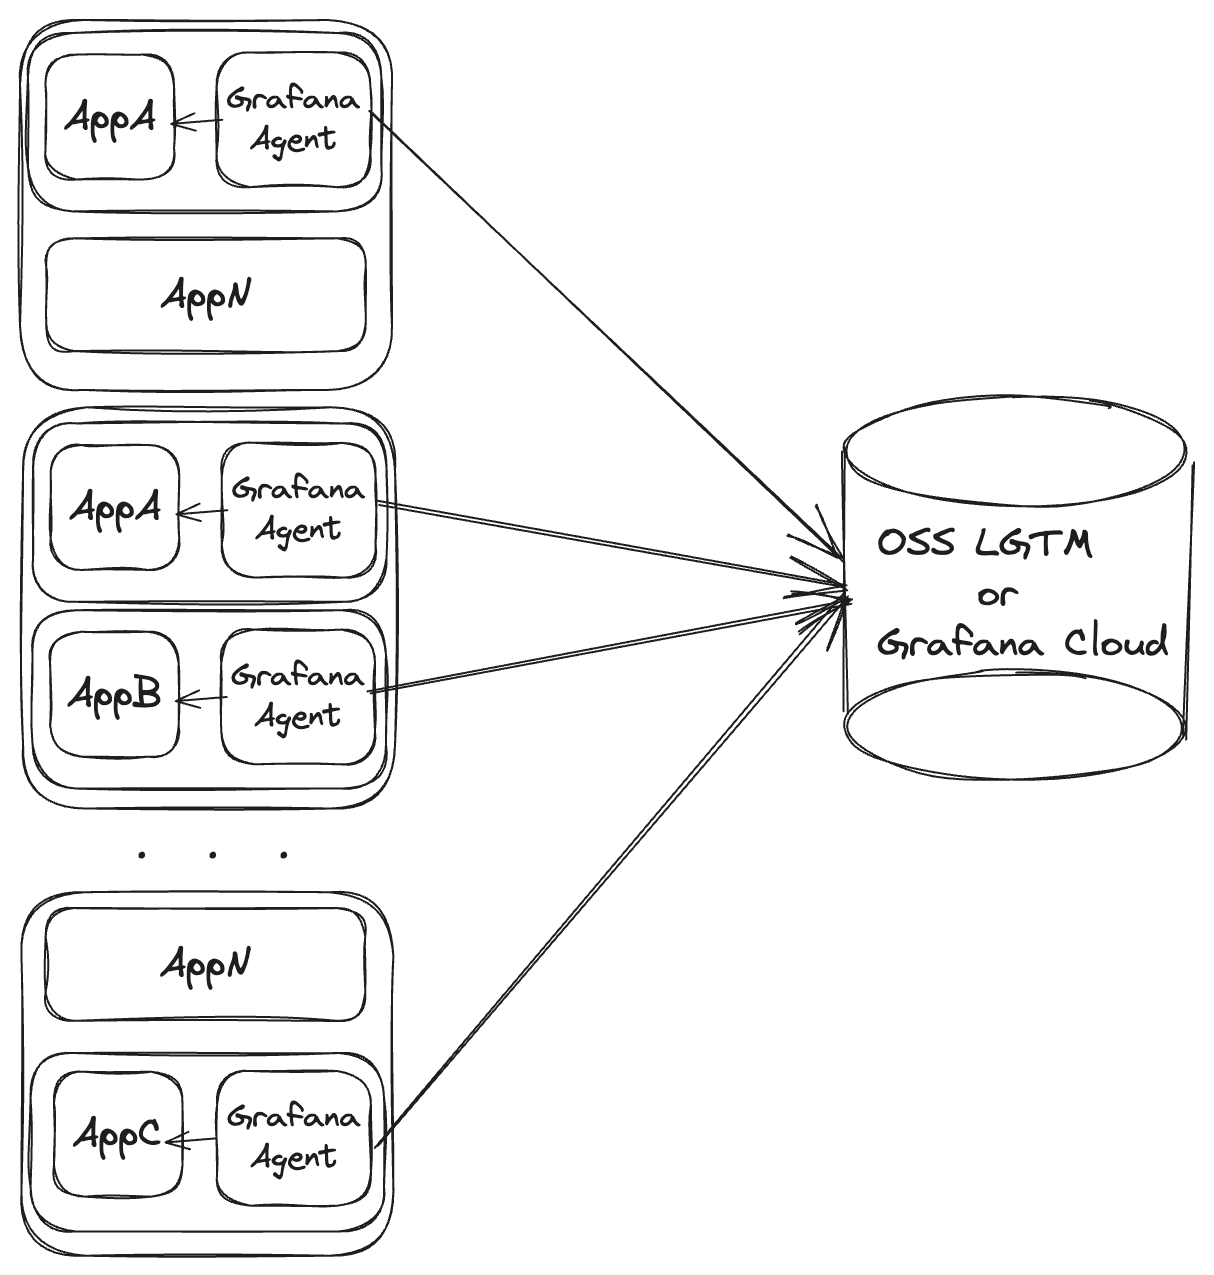 AppA
Grafana
Agent
AppN
AppA
Grafana
Agent
AppB
Grafana
Agent
. . .
AppN
AppC
Grafana
Agent
OSS LGTM
or
Grafana Cloud